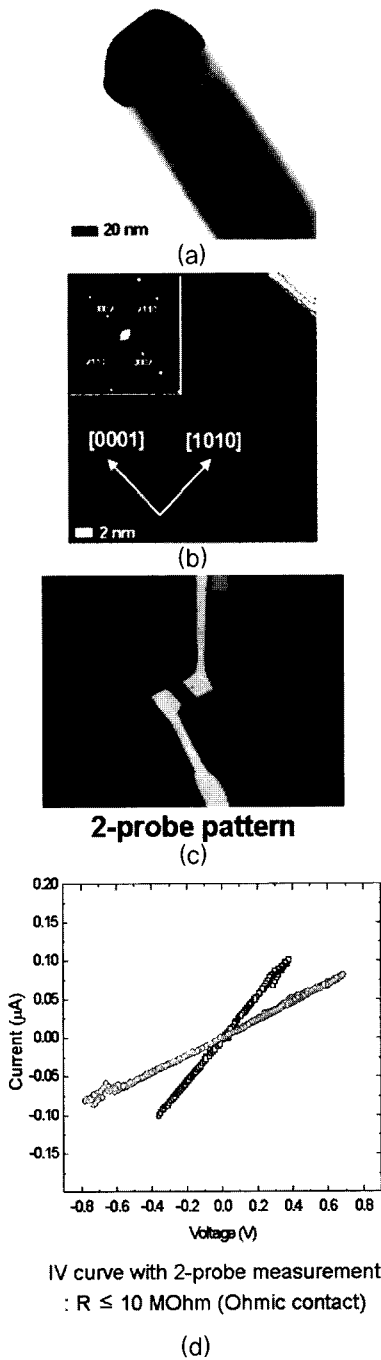 20 nm
(a)
[0001] [1010]
2 nm
(b)
2-probe pattern
(c)
0.20
0.10
0.05
0.00
-0.05
-0.10
-0.15
Current (μA)
-0.8 -0.6 -0.4 -0.2 0.0 0.2 0.4 0.6 0.8
Voltage (V)
IV curve with 2-probe measurement
: R ≤ 10 MOhm (Ohmic contact)
(d)